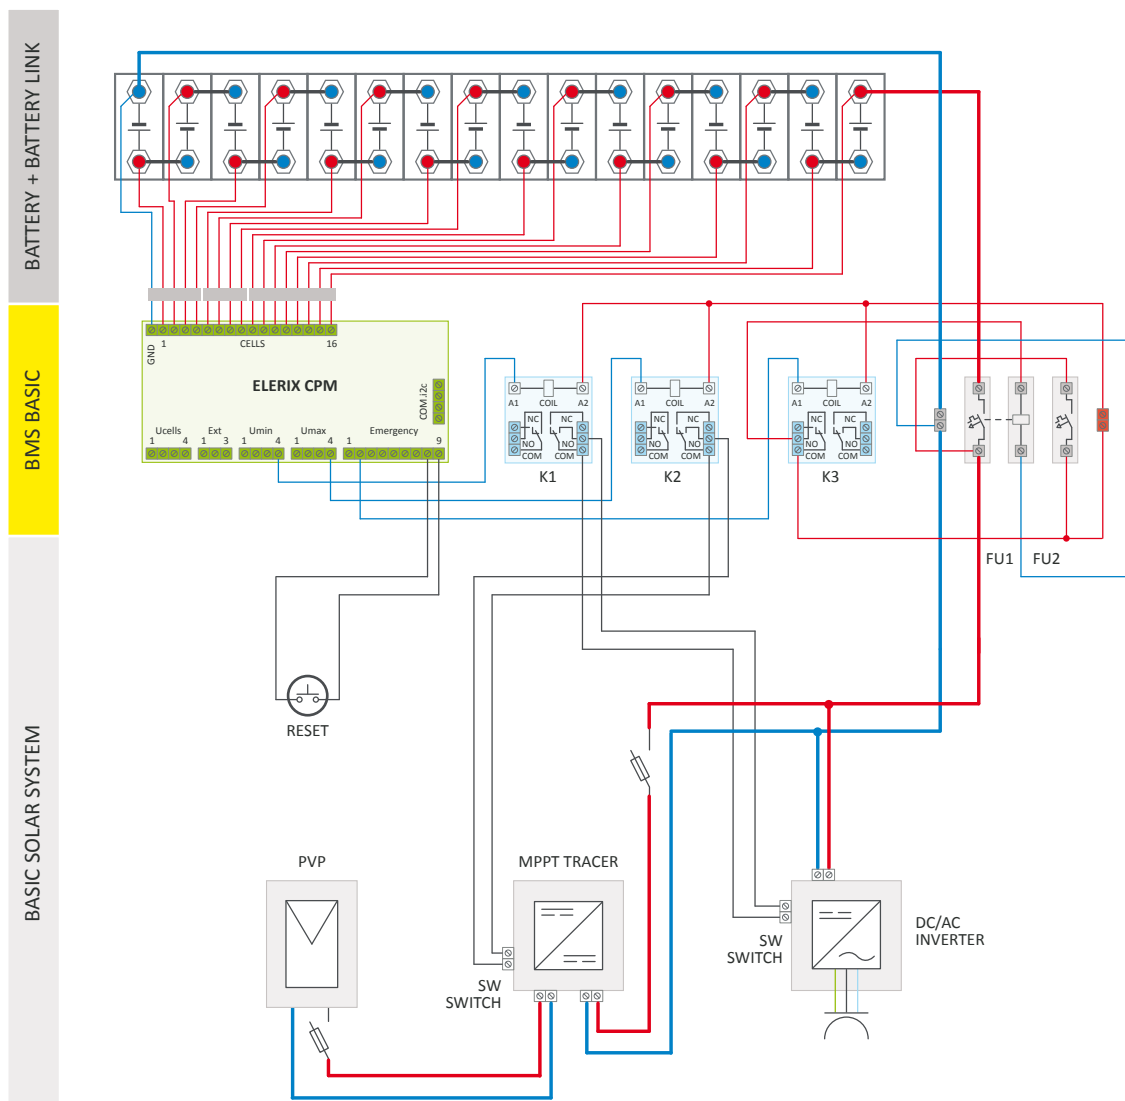 BATTERY + BATTERY LINK
BMS BASIC
BASIC SOLAR SYSTEM
GND
1
CELLS
16
ELERIX CPM
COM.i2c
Ucells
Ext
Umin
Umax
Emergency
1 4
1 3
1 4
1 4
1 9
A1 COIL A2
NC NC
NO NO
COM COM
K1
A1 COIL A2
NC NC
NO NO
COM COM
K2
A1 COIL A2
NC NC
NO NO
COM COM
K3
FU1 FU2
RESET
PVP
MPPT TRACER
SW
SWITCH
SW
SWITCH
DC/AC
INVERTER